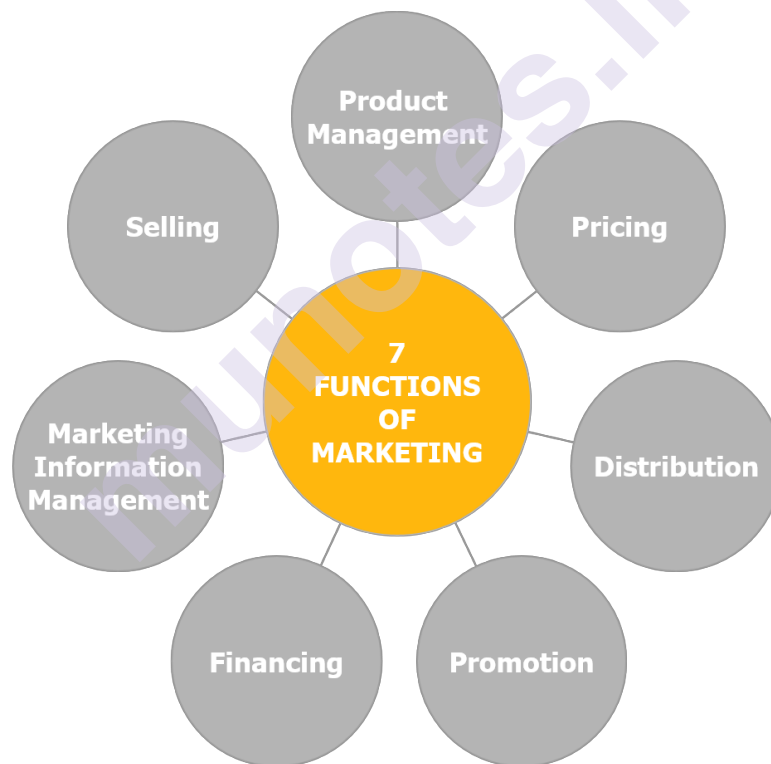 Product
Management
Pricing
Distribution
Promotion
Financing
Marketing
Information
Management
Selling
7
FUNCTIONS
OF
MARKETING